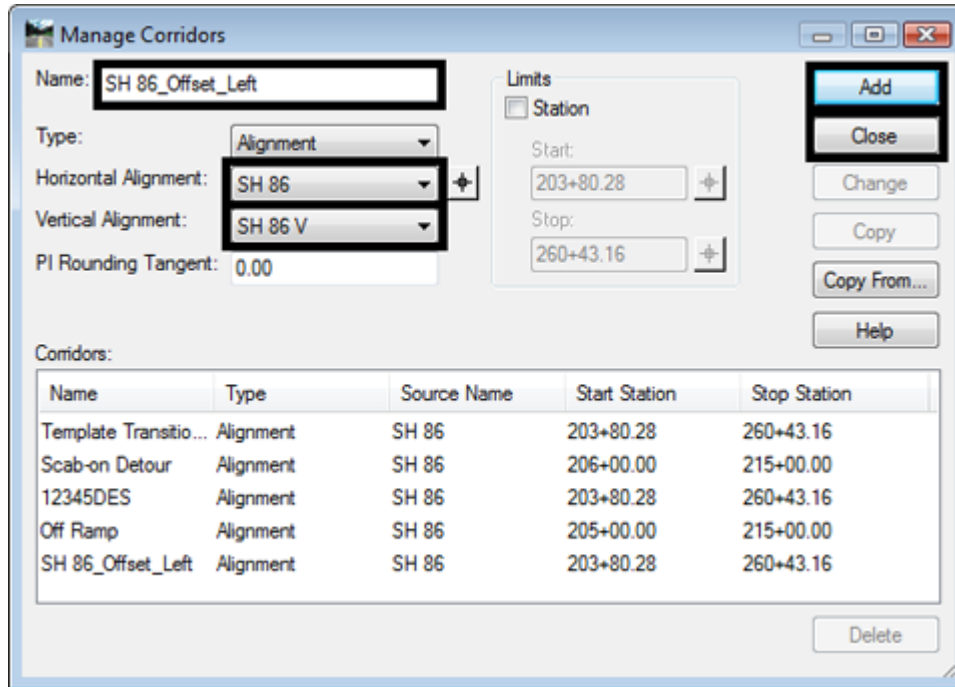 Manage Corridors
Name: SH 86_Offset_Left
Type: Alignment
Horizontal Alignment: SH 86
Vertical Alignment: SH 86 V
PI Rounding Tangent: 0.00
Limits
Station
Start:
203+80.28
Stop:
260+43.16
Add
Close
Change
Copy
Copy From...
Help
Corridors:
Name Type Source Name Start Station Stop Station
Template Transitio... Alignment SH 86 203+80.28 260+43.16
Scab-on Detour Alignment SH 86 206+00.00 215+00.00
12345DES Alignment SH 86 203+80.28 260+43.16
Off Ramp Alignment SH 86 205+00.00 215+00.00
SH 86_Offset_Left Alignment SH 86 203+80.28 260+43.16
Delete